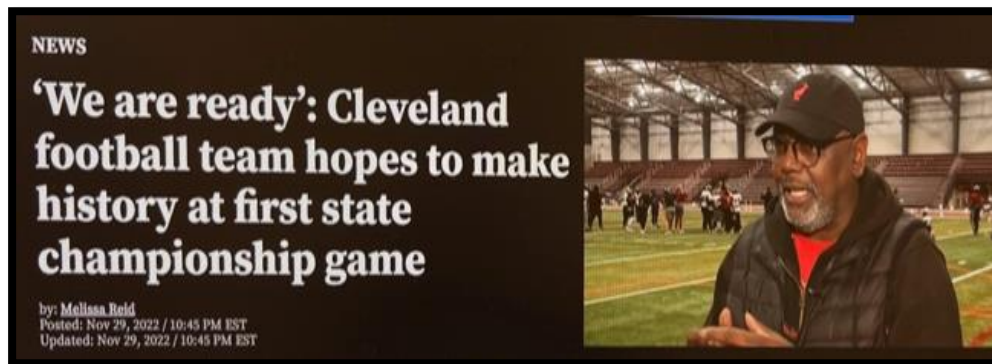 NEWS
‘We are ready’: Cleveland
football team hopes to make
history at first state
championship game
by: Melissa Reid
Posted: Nov 29, 2022 / 10:45 PM EST
Updated: Nov 29, 2022 / 10:45 PM EST